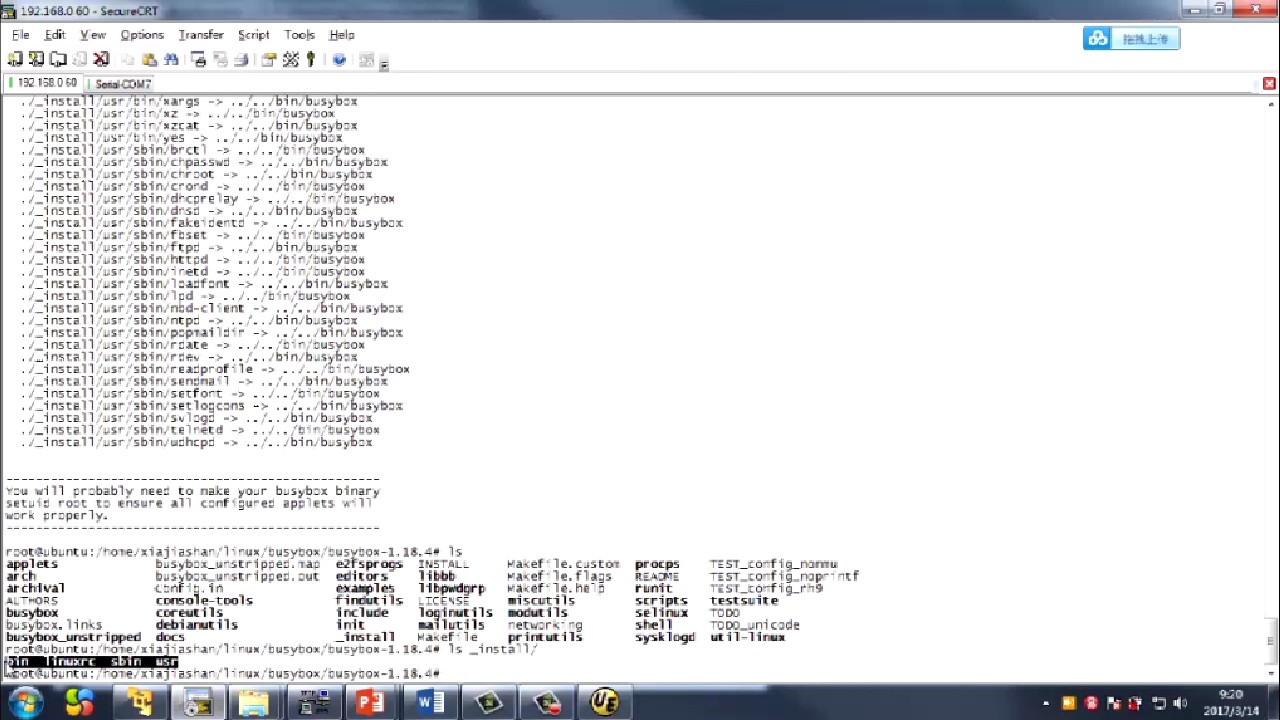 192.168.0.60 - SecureCRT
File Edit View Options Transfer Script Tools Help
拖拽上传
192.168.0.60 Serial-COM7
./_install/usr/bin/xargs -> ../../bin/busybox
./_install/usr/bin/xz -> ../../bin/busybox
./_install/usr/bin/xzcat -> ../../bin/busybox
./_install/usr/bin/yes -> ../../bin/busybox
./_install/usr/sbin/brctl -> ../../bin/busybox
./_install/usr/sbin/chpasswd -> ../../bin/busybox
./_install/usr/sbin/chroot -> ../../bin/busybox
./_install/usr/sbin/crond -> ../../bin/busybox
./_install/usr/sbin/dhcprelay -> ../../bin/busybox
./_install/usr/sbin/dnsd -> ../../bin/busybox
./_install/usr/sbin/fakeidentd -> ../../bin/busybox
./_install/usr/sbin/fbset -> ../../bin/busybox
./_install/usr/sbin/ftpd -> ../../bin/busybox
./_install/usr/sbin/httpd -> ../../bin/busybox
./_install/usr/sbin/inetd -> ../../bin/busybox
./_install/usr/sbin/loadfont -> ../../bin/busybox
./_install/usr/sbin/lpd -> ../../bin/busybox
./_install/usr/sbin/nbd-client -> ../../bin/busybox
./_install/usr/sbin/ntpd -> ../../bin/busybox
./_install/usr/sbin/popmaildir -> ../../bin/busybox
./_install/usr/sbin/rdate -> ../../bin/busybox
./_install/usr/sbin/rdev -> ../../bin/busybox
./_install/usr/sbin/readprofile -> ../../bin/busybox
./_install/usr/sbin/sendmail -> ../../bin/busybox
./_install/usr/sbin/setfont -> ../../bin/busybox
./_install/usr/sbin/setlogcons -> ../../bin/busybox
./_install/usr/sbin/svlogd -> ../../bin/busybox
./_install/usr/sbin/telnetd -> ../../bin/busybox
./_install/usr/sbin/udhcpd -> ../../bin/busybox
--------------------------------------------------
You will probably need to make your busybox binary
setuid root to ensure all configured applets will
work properly.
--------------------------------------------------
root@ubuntu:/home/xiajiashan/linux/busybox/busybox-1.18.4# ls
applets busybox_unstripped.map e2fsprogs INSTALL Makefile.custom procps TEST_config_nommu
arch busybox_unstripped.out editors libbb Makefile.flags README TEST_config_noprintf
archival Config.in examples libpwdgrp Makefile.help runit TEST_config_rh9
AUTHORS console-tools findutils LICENSE miscutils scripts testsuite
busybox coreutils include loginutils modutils selinux TODO
busybox.links debianutils init mailutils networking shell TODO_unicode
busybox_unstripped docs _install Makefile printutils sysklogd util-linux
root@ubuntu:/home/xiajiashan/linux/busybox/busybox-1.18.4# ls _install/
bin linuxrc sbin usr
root@ubuntu:/home/xiajiashan/linux/busybox/busybox-1.18.4#
9:20
2017/3/14